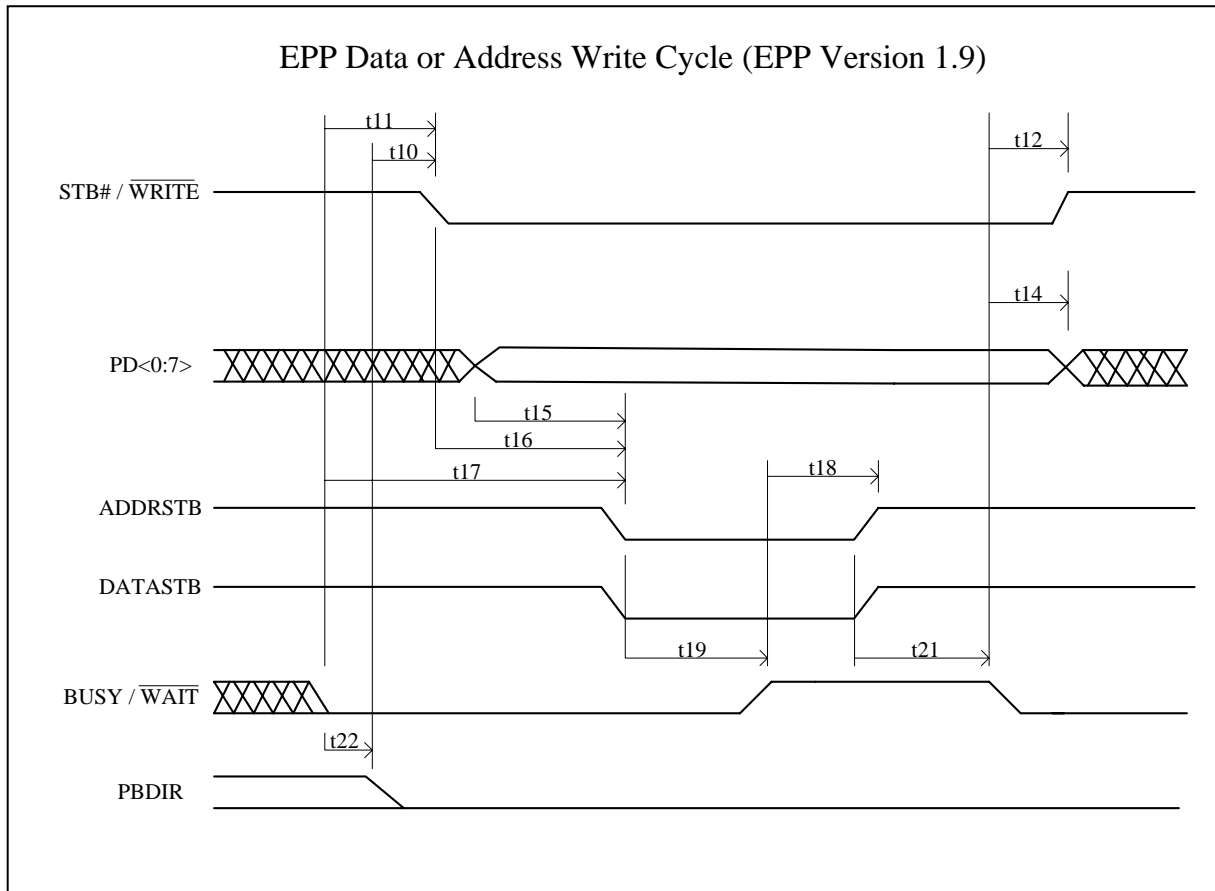 EPP Data or Address Write Cycle (EPP Version 1.9)
t11
t10
t12
STB# / WRITE
t14
PD<0:7>
t15
t16
t17
t18
ADDRSTB
DATASTB
t19
t21
BUSY / WAIT
t22
PBDIR